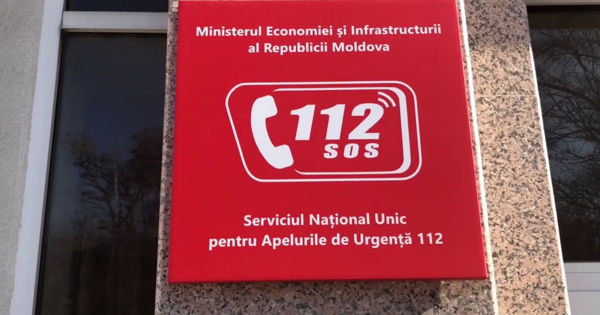 Ministerul Economiei și Infrastructurii
al Republicii Moldova
112
SOS
Serviciul Național Unic
pentru Apelurile de Urgență 112